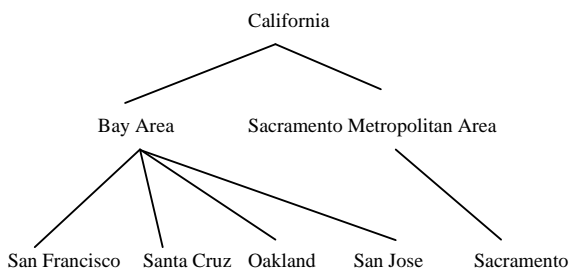 California
Bay Area Sacramento Metropolitan Area
San Francisco Santa Cruz Oakland San Jose Sacramento